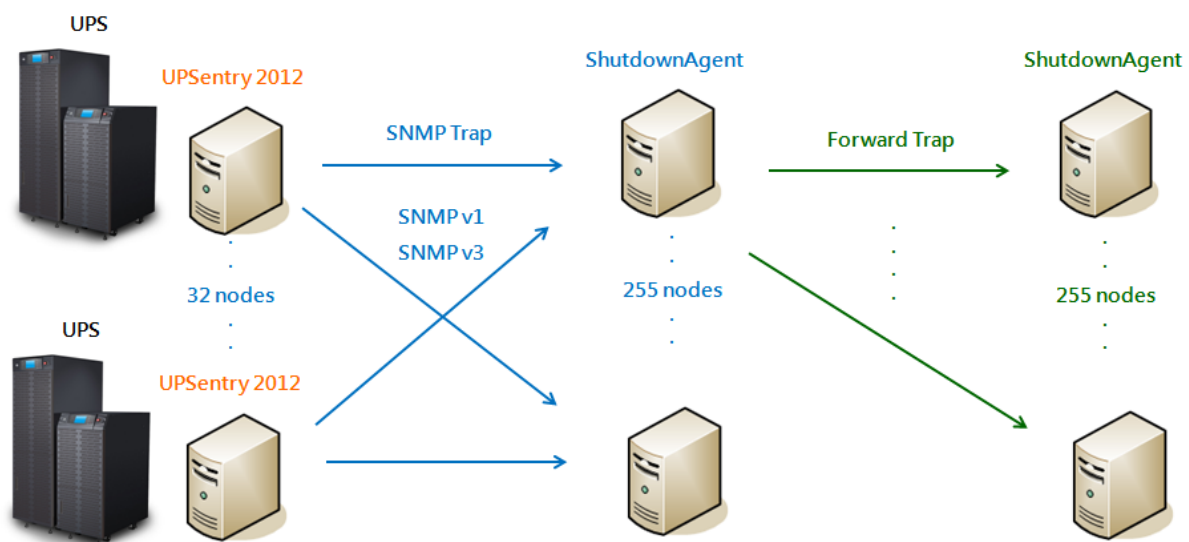 UPS
UPSentry 2012
ShutdownAgent
ShutdownAgent
SNMP Trap
Forward Trap
SNMP v1
SNMP v3
32 nodes
255 nodes
255 nodes
UPS
UPSentry 2012